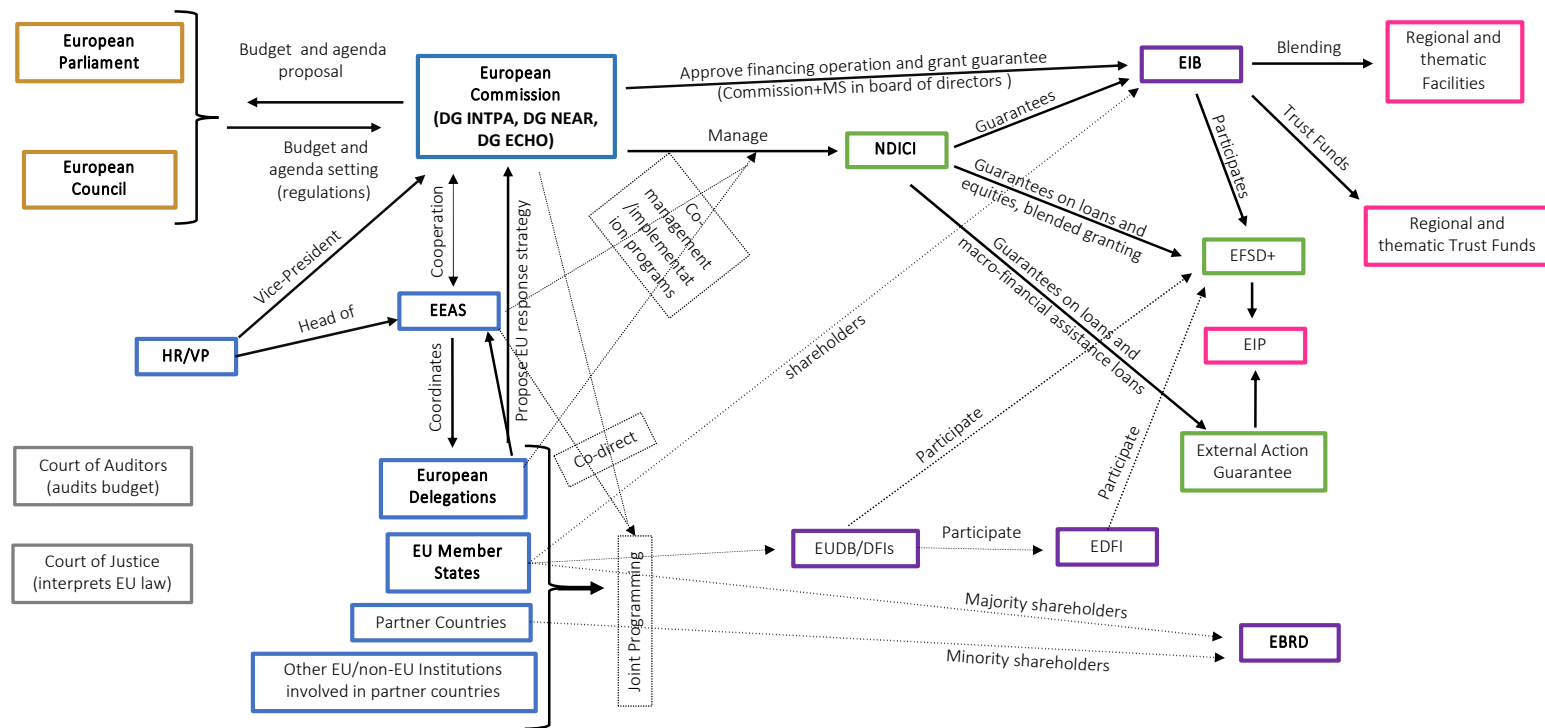 European
Parliament
European
Council
Budget and agenda
proposal
Budget and
agenda setting
(regulations)
European
Commission
(DG INTPA, DG NEAR,
DG ECHO)
Approve financing operation and grant guarantee
(Commission+MS in board of directors )
Manage
NDICI
Guarantees
EIB
Blending
Regional and
thematic
Facilities
Trust Funds
Participates
Regional and
thematic Trust Funds
Guarantees on loans and
equities, blended granting
EFSD+
Guarantees on loans and
macro-financial assistance loans
EIP
External Action
Guarantee
Vice-President
Head of
HR/VP
Cooperation
EEAS
Coordinates
Propose EU response strategy
Co-
management
/implementat
ion programs
shareholders
Co-direct
Court of Auditors
(audits budget)
Court of Justice
(interprets EU law)
European
Delegations
EU Member
States
Partner Countries
Other EU/non-EU Institutions
involved in partner countries
Joint Programming
EUDB/DFIs
Participate
EDFI
Participate
Participate
Majority shareholders
Minority shareholders
EBRD